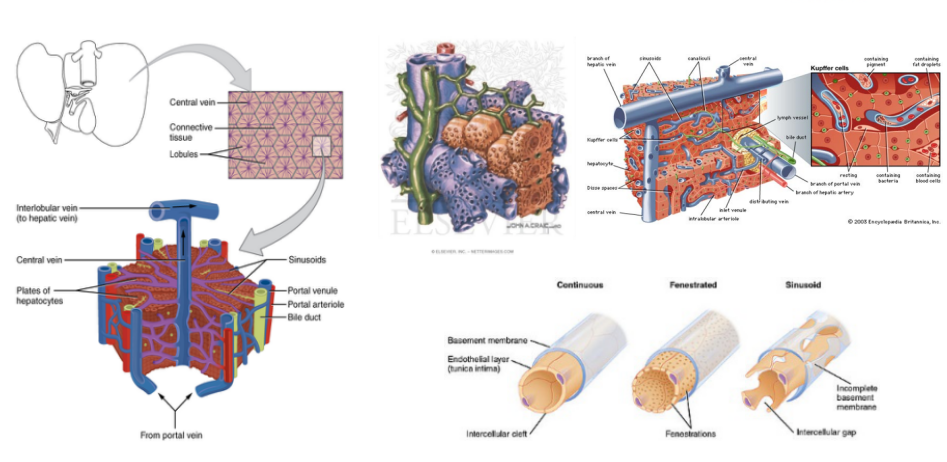 Central vein
Connective
tissue
Lobules
Interlobular vein
(to hepatic vein)
Central vein
Plates of
hepatocytes
Sinusoids
Portal venule
Portal arteriole
Bile duct
From portal vein
ELSEVIER
JOHN A.CRAIG
© ELSEVIER, INC. - NETTERIMAGES.COM
branch of
hepatic vein
sinusoids
canaliculi
central
vein
Kupffer cells
hepatocyte
Disse spaces
central vein
lymph vessel
bile duct
branch of portal vein
branch of hepatic artery
distributing vein
inlet venule
intralobular arteriole
Kupffer cells
containing
pigment
containing
fat droplets
resting
containing
bacteria
containing
blood cells
© 2003 Encyclopædia Britannica, Inc.
Continuous
Fenestrated
Sinusoid
Basement membrane
Endothelial layer
(tunica intima)
Intercellular cleft
Fenestrations
Incomplete
basement
membrane
Intercellular gap